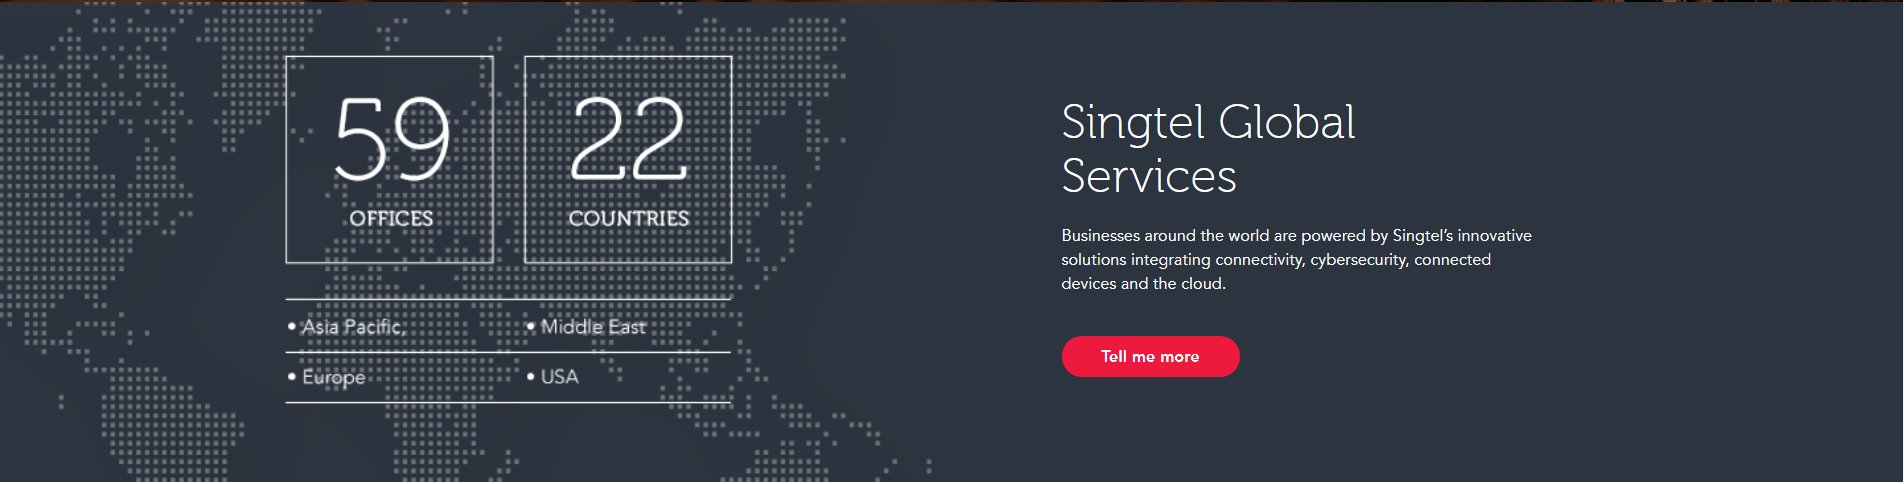 59
OFFICES
22
COUNTRIES
• Asia Pacific,
• Middle East
• Europe
• USA
Singtel Global
Services
Businesses around the world are powered by Singtel’s innovative
solutions integrating connectivity, cybersecurity, connected
devices and the cloud.
Tell me more